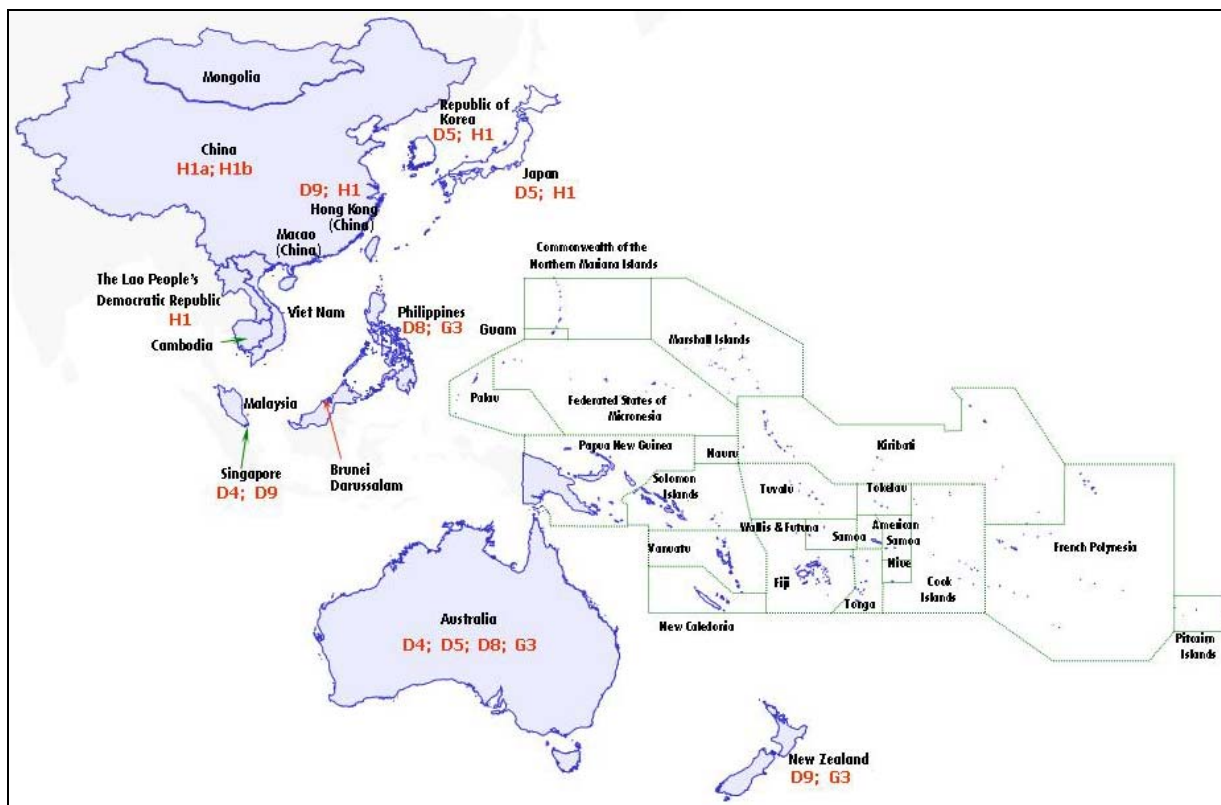 Mongolia
Republic of
Korea
D5; H1
China
H1a; H1b
Japan
D5; H1
D9; H1
Hong Kong
(China)
Macao
(China)
Commonwealth of the
Northern Mariana Islands
The Lao People's
Democratic Republic
H1
Viet Nam
Cambodia
Philippines
D8; G3
Guam
Marshall Islands
Palau
Federated States of
Micronesia
Malaysia
Singapore
D4; D9
Brunei
Darussalam
Papua New Guinea
Nauru
Kiribati
Solomon
Islands
Tuvalu
Tokelau
Wallis & Futuna
Samoa
American
Samoa
Vanuatu
Fiji
Niue
Cook
Islands
Tonga
French Polynesia
New Caledonia
Pitcairn
Islands
Australia
D4; D5; D8; G3
New Zealand
D9; G3